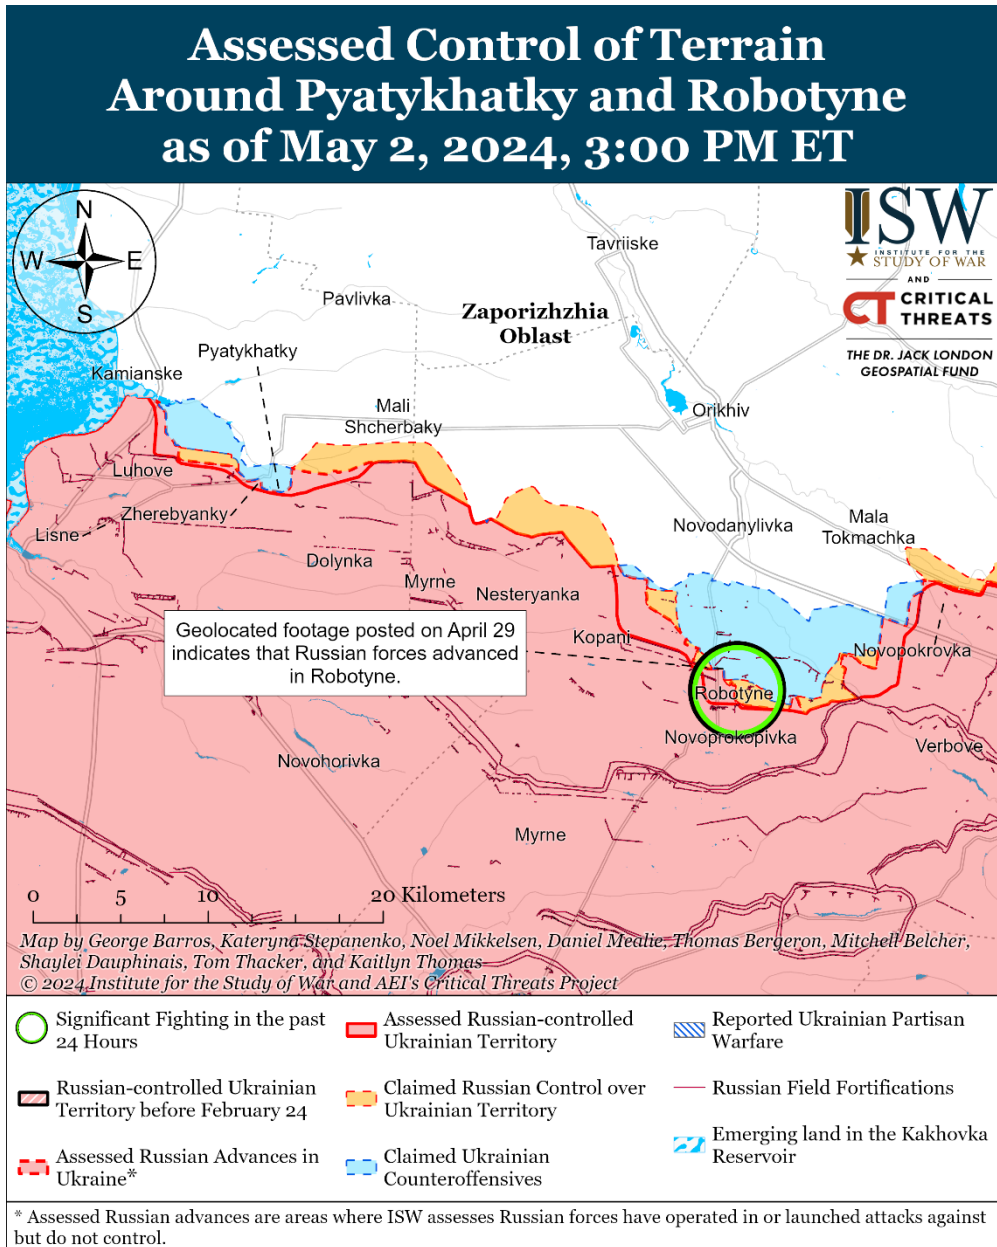 Assessed Control of Terrain
Around Pyatykhatky and Robotyne
as of May 2, 2024, 3:00 PM ET
N
W
E
S
ISW
INSTITUTE FOR THE
STUDY OF WAR
AND
CT CRITICAL
THREATS
THE DR. JACK LONDON
GEOSPATIAL FUND
Tavriiske
Pavlivka
Zaporizhzhia
Oblast
Pyatykhatky
Kamianske
Mali
Shcherbaky
Orikhiv
Luhove
Zherebyanky
Lisne
Novodanylivka
Mala
Tokmachka
Dolynka
Myrne
Nesteryanka
Kopani
Novopokrovka
Geolocated footage posted on April 29
indicates that Russian forces advanced
in Robotyne.
Robotyne
Novoprokopivka
Verbove
Novohorivka
Myrne
0 5 10 20 Kilometers
Map by George Barros, Kateryna Stepanenko, Noel Mikkelsen, Daniel Mealie, Thomas Bergeron, Mitchell Belcher,
Shaylei Dauphinais, Tom Thacker, and Kaitlyn Thomas
© 2024 Institute for the Study of War and AEI's Critical Threats Project
Significant Fighting in the past
24 Hours
Russian-controlled Ukrainian
Territory before February 24
Assessed Russian Advances in
Ukraine*
Assessed Russian-controlled
Ukrainian Territory
Claimed Russian Control over
Ukrainian Territory
Claimed Ukrainian
Counteroffensives
Reported Ukrainian Partisan
Warfare
Russian Field Fortifications
Emerging land in the Kakhovka
Reservoir
* Assessed Russian advances are areas where ISW assesses Russian forces have operated in or launched attacks against
but do not control.